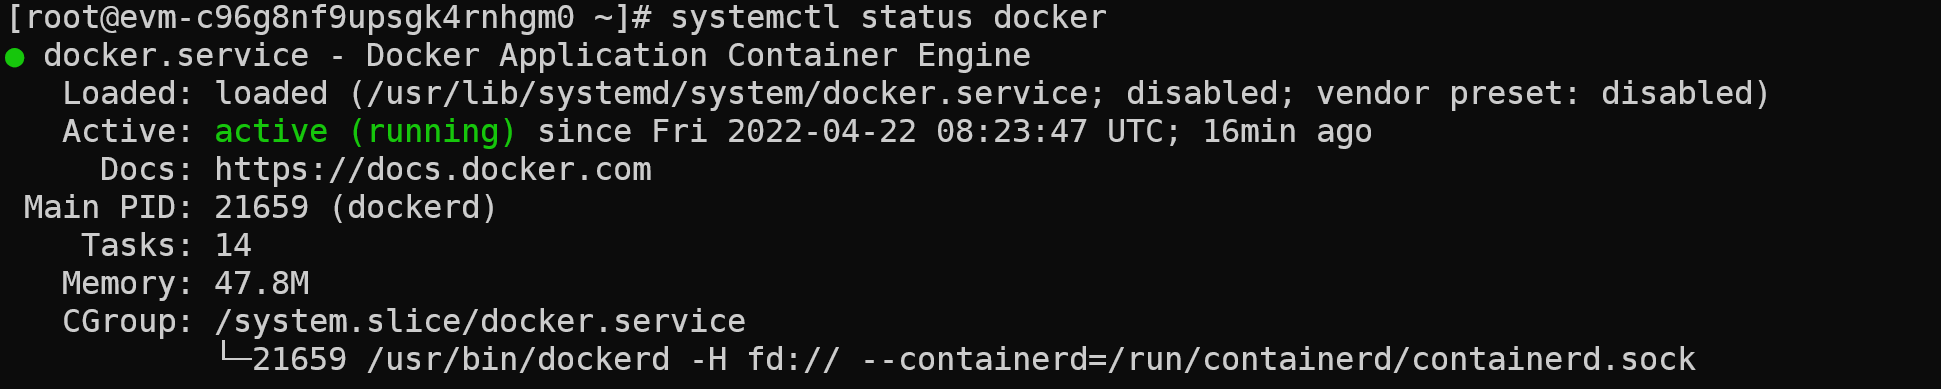 [root@evm-c96g8nf9upsgk4rnhgm0 ~]# systemctl status docker
● docker.service - Docker Application Container Engine
   Loaded: loaded (/usr/lib/systemd/system/docker.service; disabled; vendor preset: disabled)
   Active: active (running) since Fri 2022-04-22 08:23:47 UTC; 16min ago
     Docs: https://docs.docker.com
 Main PID: 21659 (dockerd)
    Tasks: 14
   Memory: 47.8M
   CGroup: /system.slice/docker.service
           └─21659 /usr/bin/dockerd -H fd:// --containerd=/run/containerd/containerd.sock